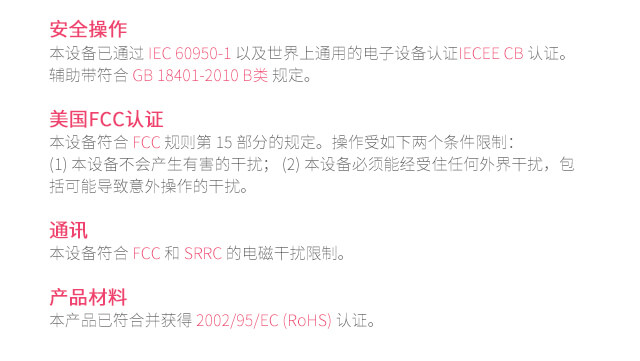 安全操作
本设备已通过 IEC 60950-1 以及世界上通用的电子设备认证IECEE CB 认证。
辅助带符合 GB 18401-2010 B类 规定。
美国FCC认证
本设备符合 FCC 规则第 15 部分的规定。操作受如下两个条件限制：
(1) 本设备不会产生有害的干扰； (2) 本设备必须能经受住任何外界干扰，包
括可能导致意外操作的干扰。
通讯
本设备符合 FCC 和 SRRC 的电磁干扰限制。
产品材料
本产品已符合并获得 2002/95/EC (RoHS) 认证。